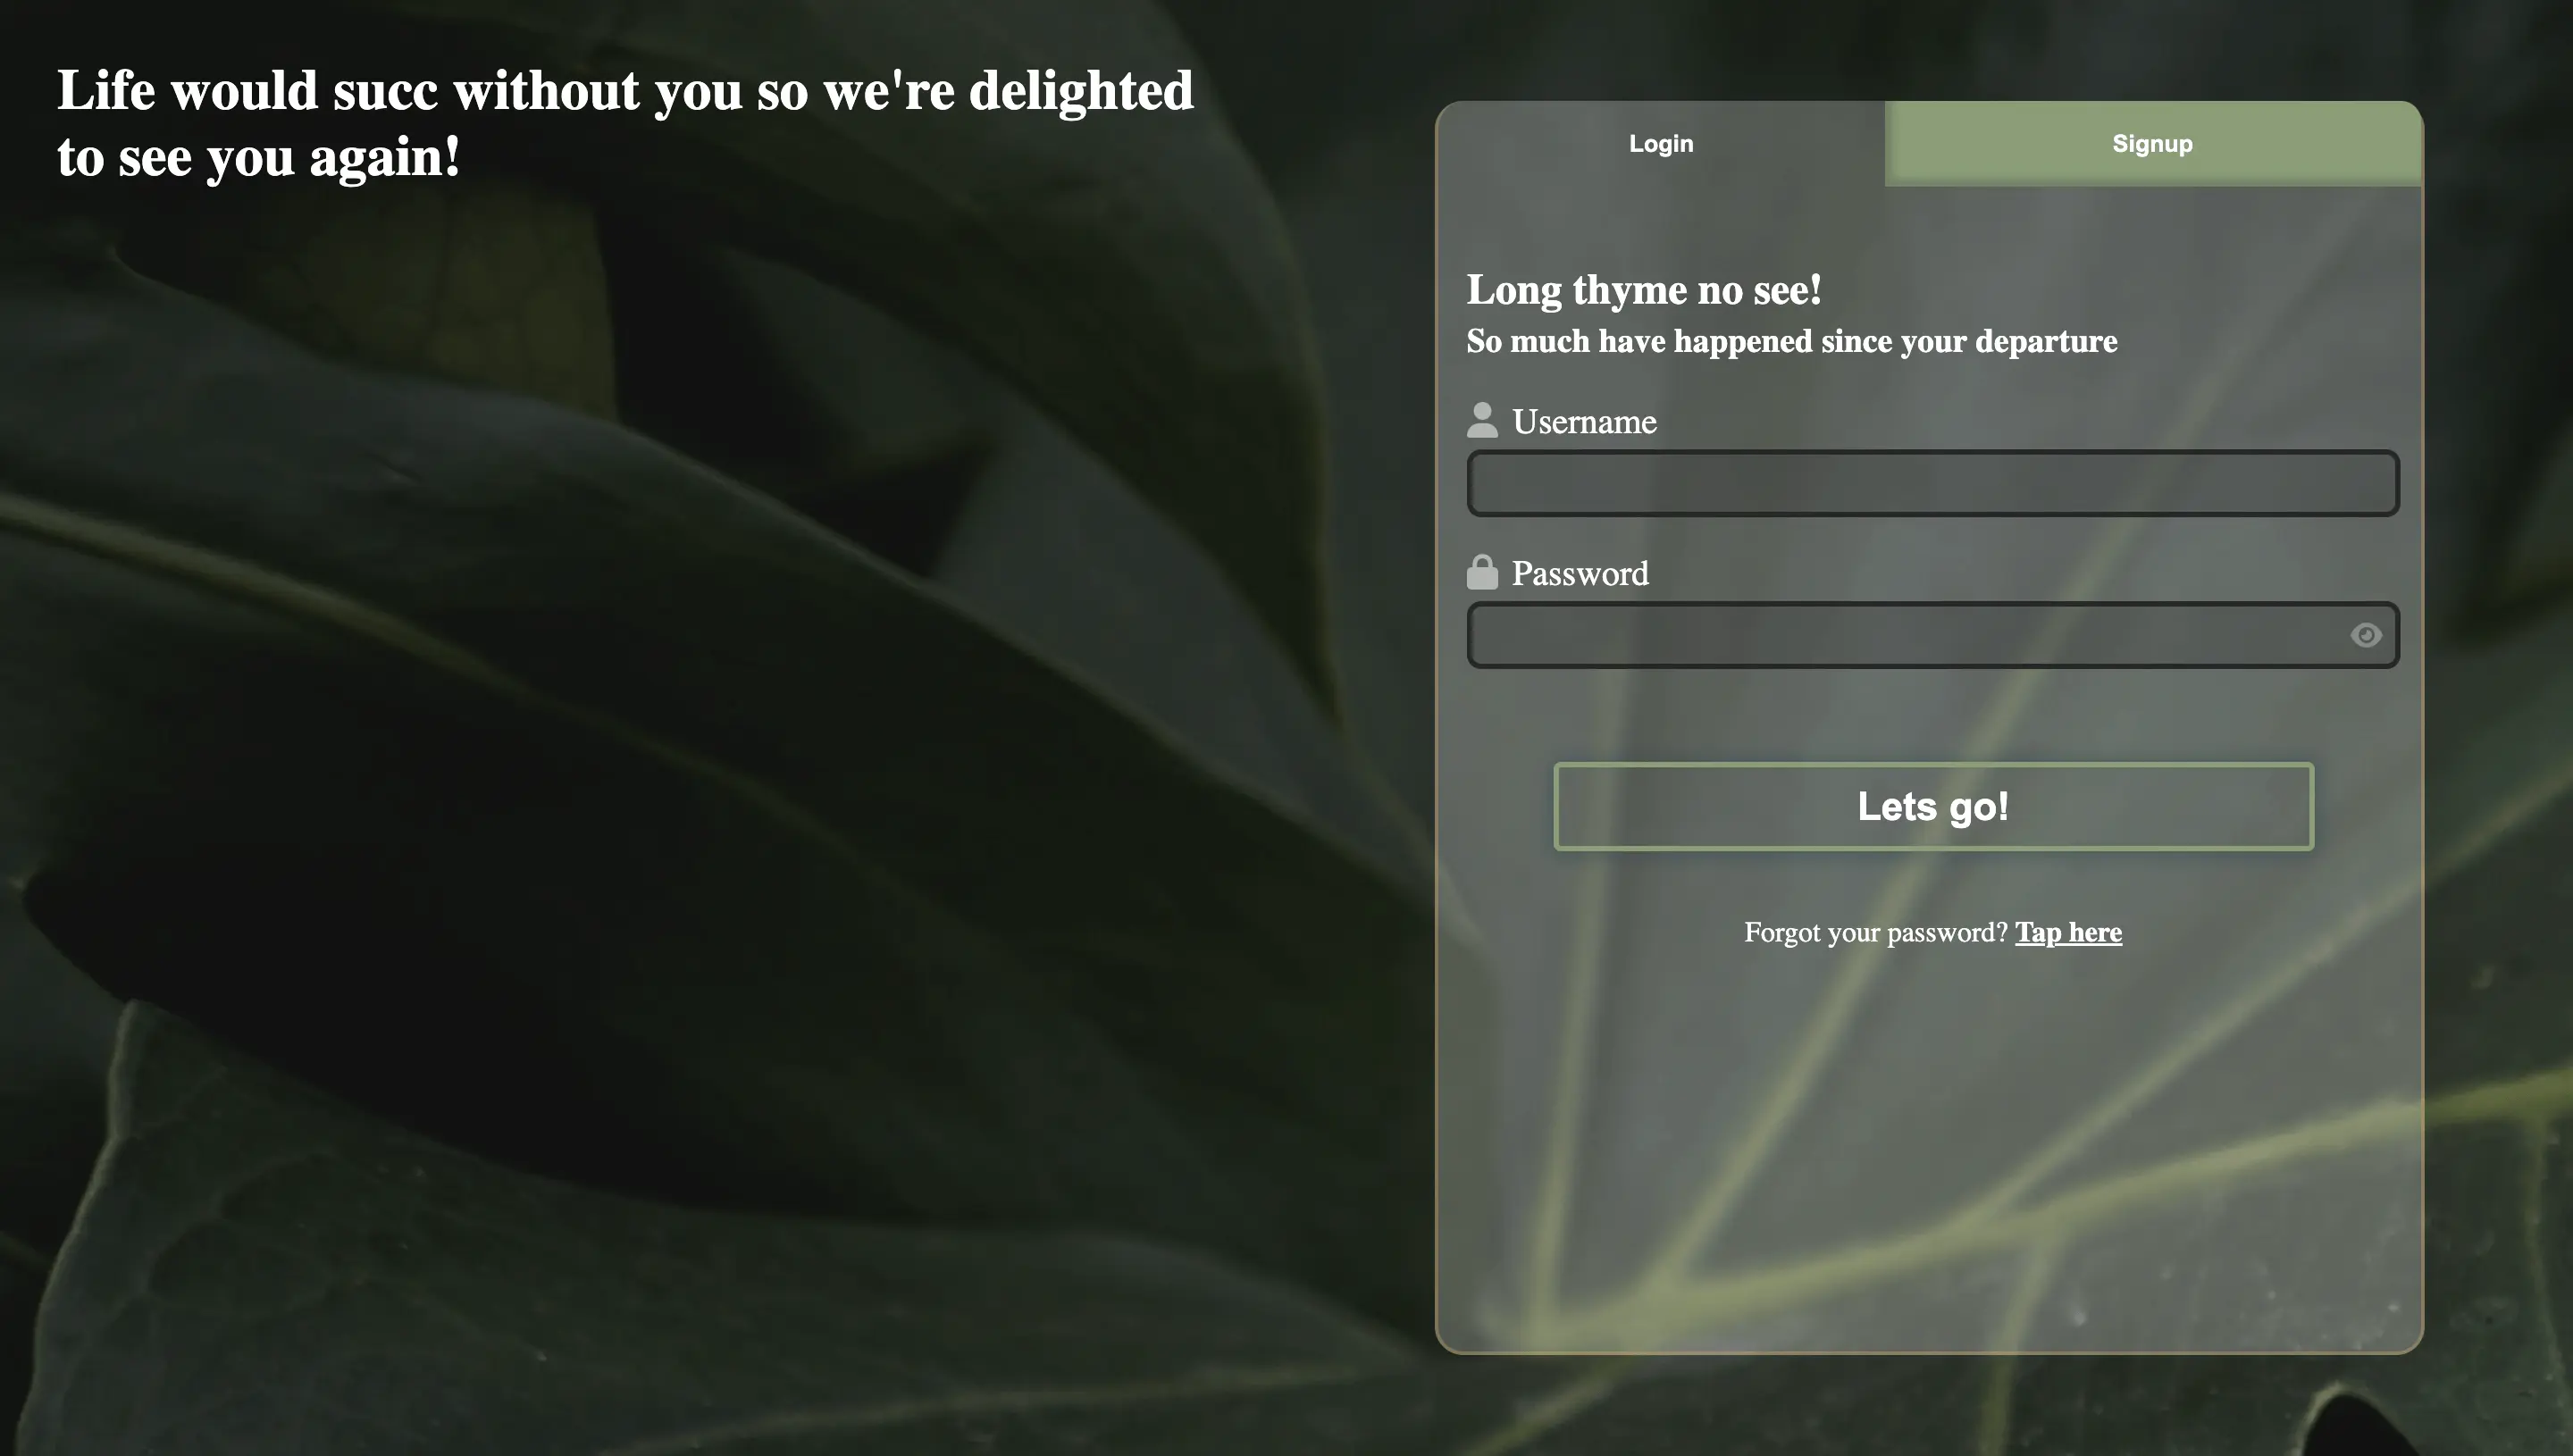 Life would succ without you so we're delighted
to see you again!
Login
Signup
Long thyme no see!
So much have happened since your departure
Username
Password
Lets go!
Forgot your password? Tap here